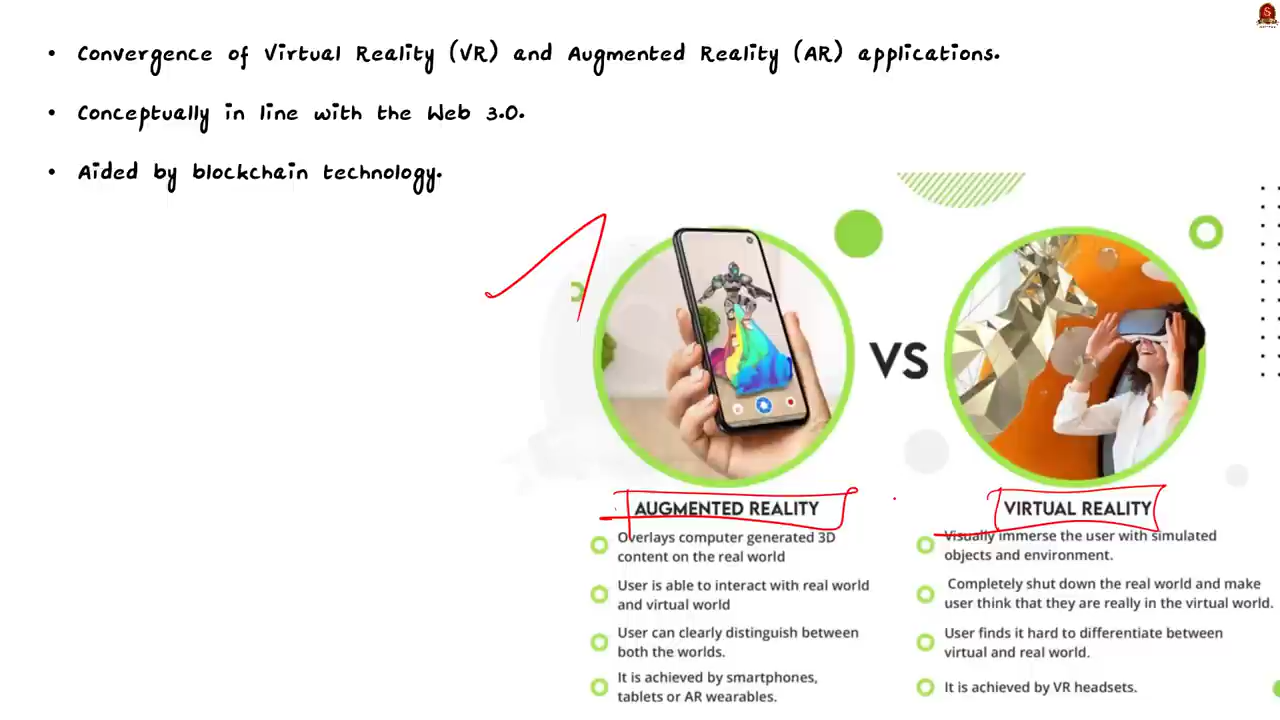 • Convergence of Virtual Reality (VR) and Augmented Reality (AR) applications.
• Conceptually in line with the Web 3.0.
• Aided by blockchain technology.
VS
AUGMENTED REALITY
Overlays computer generated 3D
content on the real world
User is able to interact with real world
and virtual world
User can clearly distinguish between
both the worlds.
It is achieved by smartphones,
tablets or AR wearables.
VIRTUAL REALITY
Visually immerse the user with simulated
objects and environment.
Completely shut down the real world and make
user think that they are really in the virtual world.
User finds it hard to differentiate between
virtual and real world.
It is achieved by VR headsets.